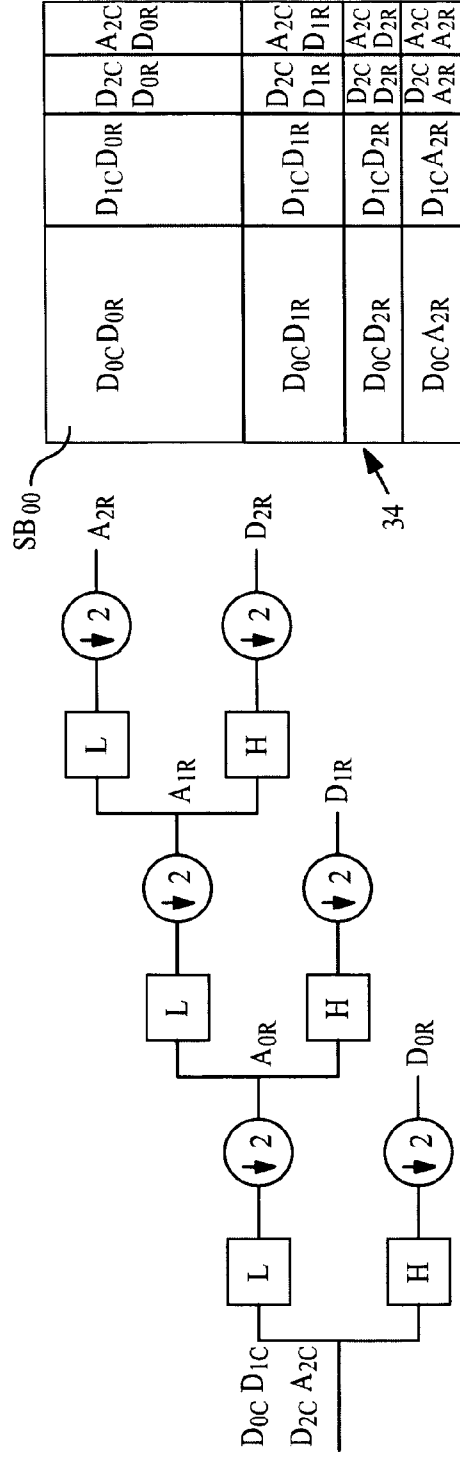 D0C D1C
D2C A2C
L
↓ 2
A0R
H
↓ 2
D0R
L
↓ 2
A1R
H
↓ 2
D1R
L
↓ 2
A2R
H
↓ 2
D2R
SB00
34
D0CD0R D1CD0R D2C D0R A2C D0R
D0CD1R D1CD1R D2C D1R A2C D1R
D0CD2R D1CD2R D2C D2R A2C D2R
D0CA2R D1CA2R D2C A2R A2C A2R